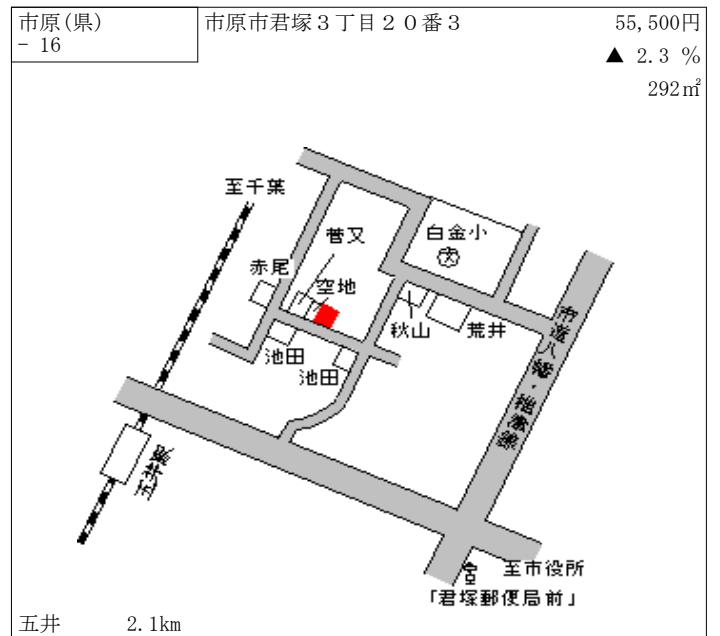 市原(県)
- 16
市原市君塚３丁目２０番３
55,500円
▲ 2.3 %
292㎡
至千葉
菅又
白金小
文
赤尾
空地
秋山
荒井
池田
池田
市道八幡・椎津線
五井駅
至市役所
「君塚郵便局前」
五井 2.1km